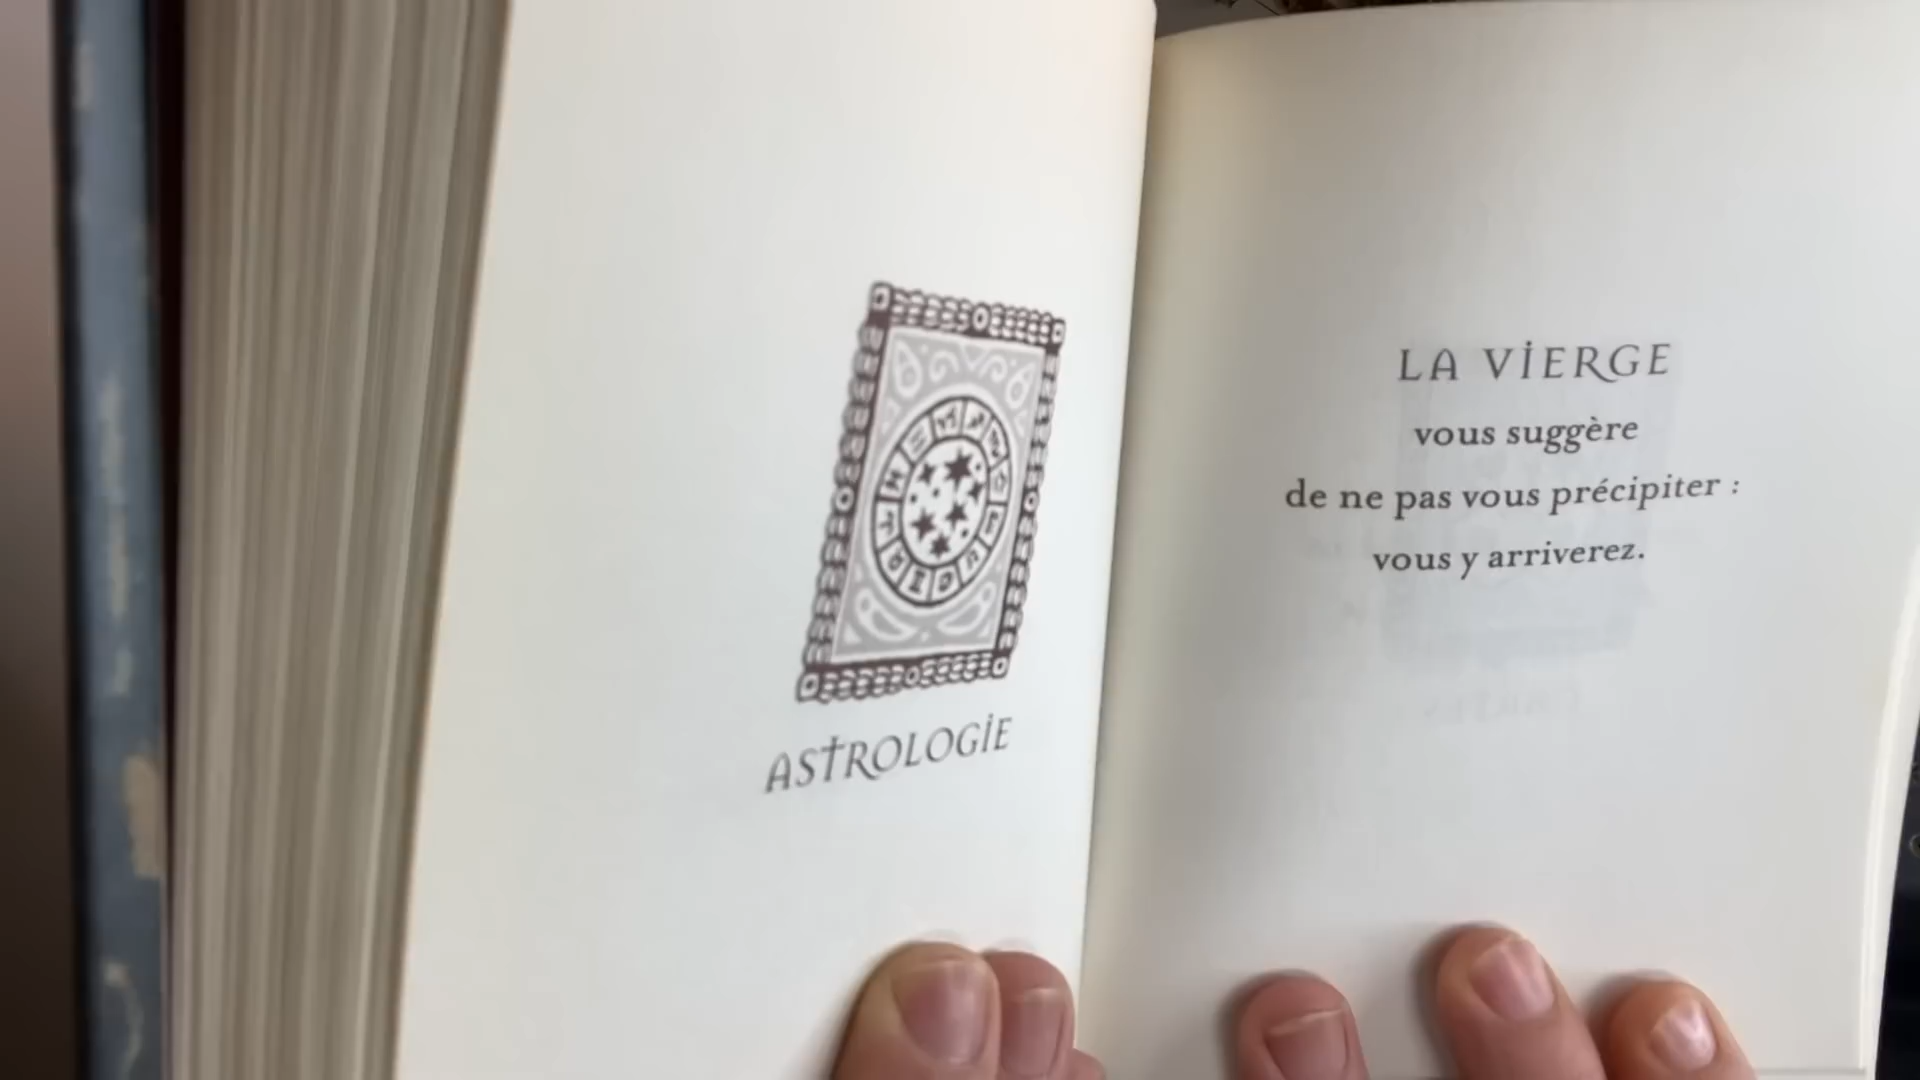 ASTROLOGIE
LA VIERGE
vous suggère
de ne pas vous précipiter :
vous y arriverez.